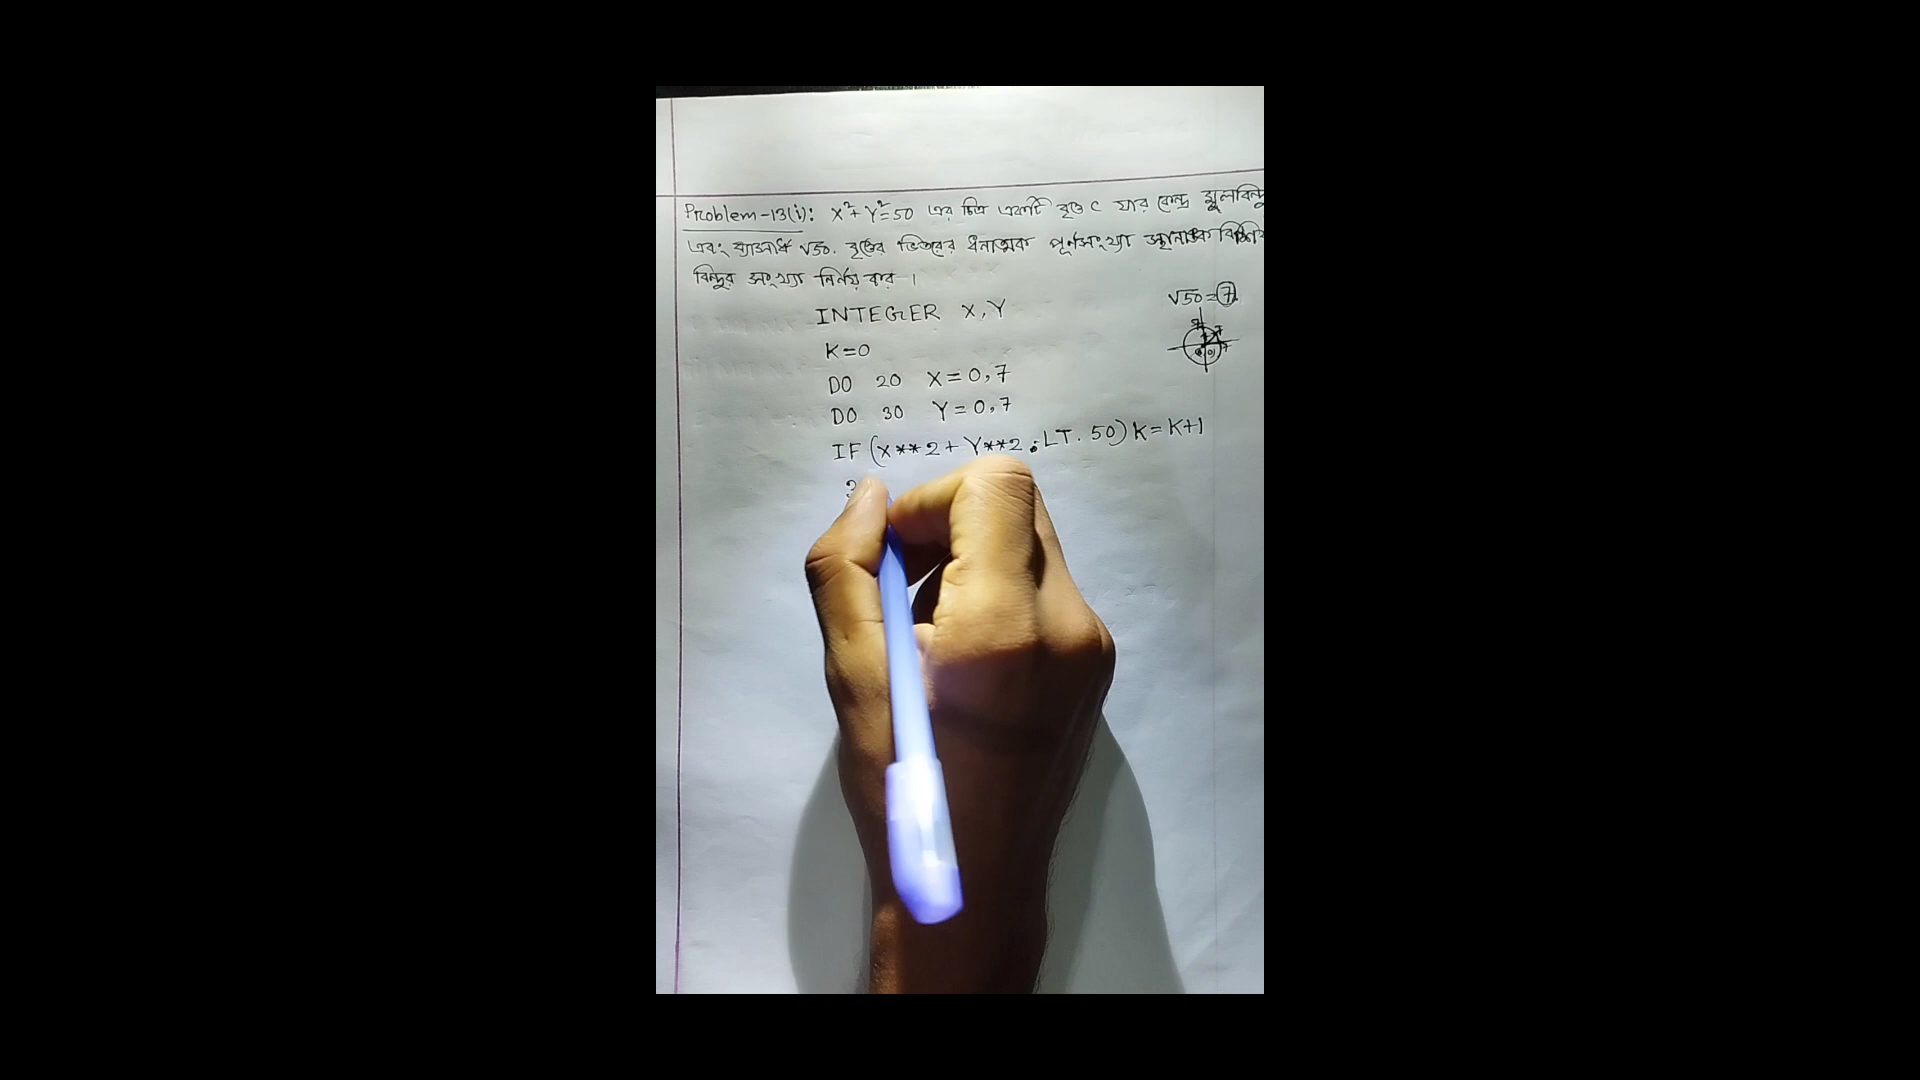 Problem-13(i): X²+Y²=50 এর চিত্র একটি বৃত্ত C যার কেন্দ্র মূলবিন্দু
এবং ব্যাসার্ধ √50. বৃত্তের ভিতরের ধনাত্মক পূর্ণসংখ্যা স্থানাঙ্ক
বিন্দুর সংখ্যা নির্ণয় কর ।
√50=7
INTEGER X,Y
K=0
DO 20 X=0,7
DO 30 Y=0,7
IF (X**2+Y**2.LT.50) K=K+1
3